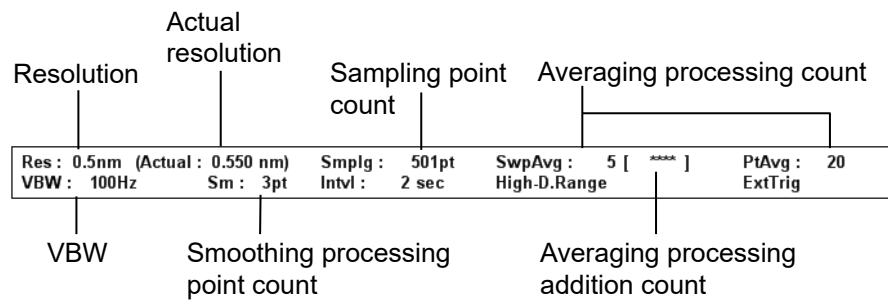 Actual
resolution
Resolution
Sampling point
count
Averaging processing count
Res : 0.5nm (Actual : 0.550 nm) Smplg : 501pt SwpAvg : 5 [ **** ] PtAvg : 20
VBW : 100Hz Sm : 3pt Intvl : 2 sec High-D.Range ExtTrig
VBW
Smoothing processing
point count
Averaging processing
addition count